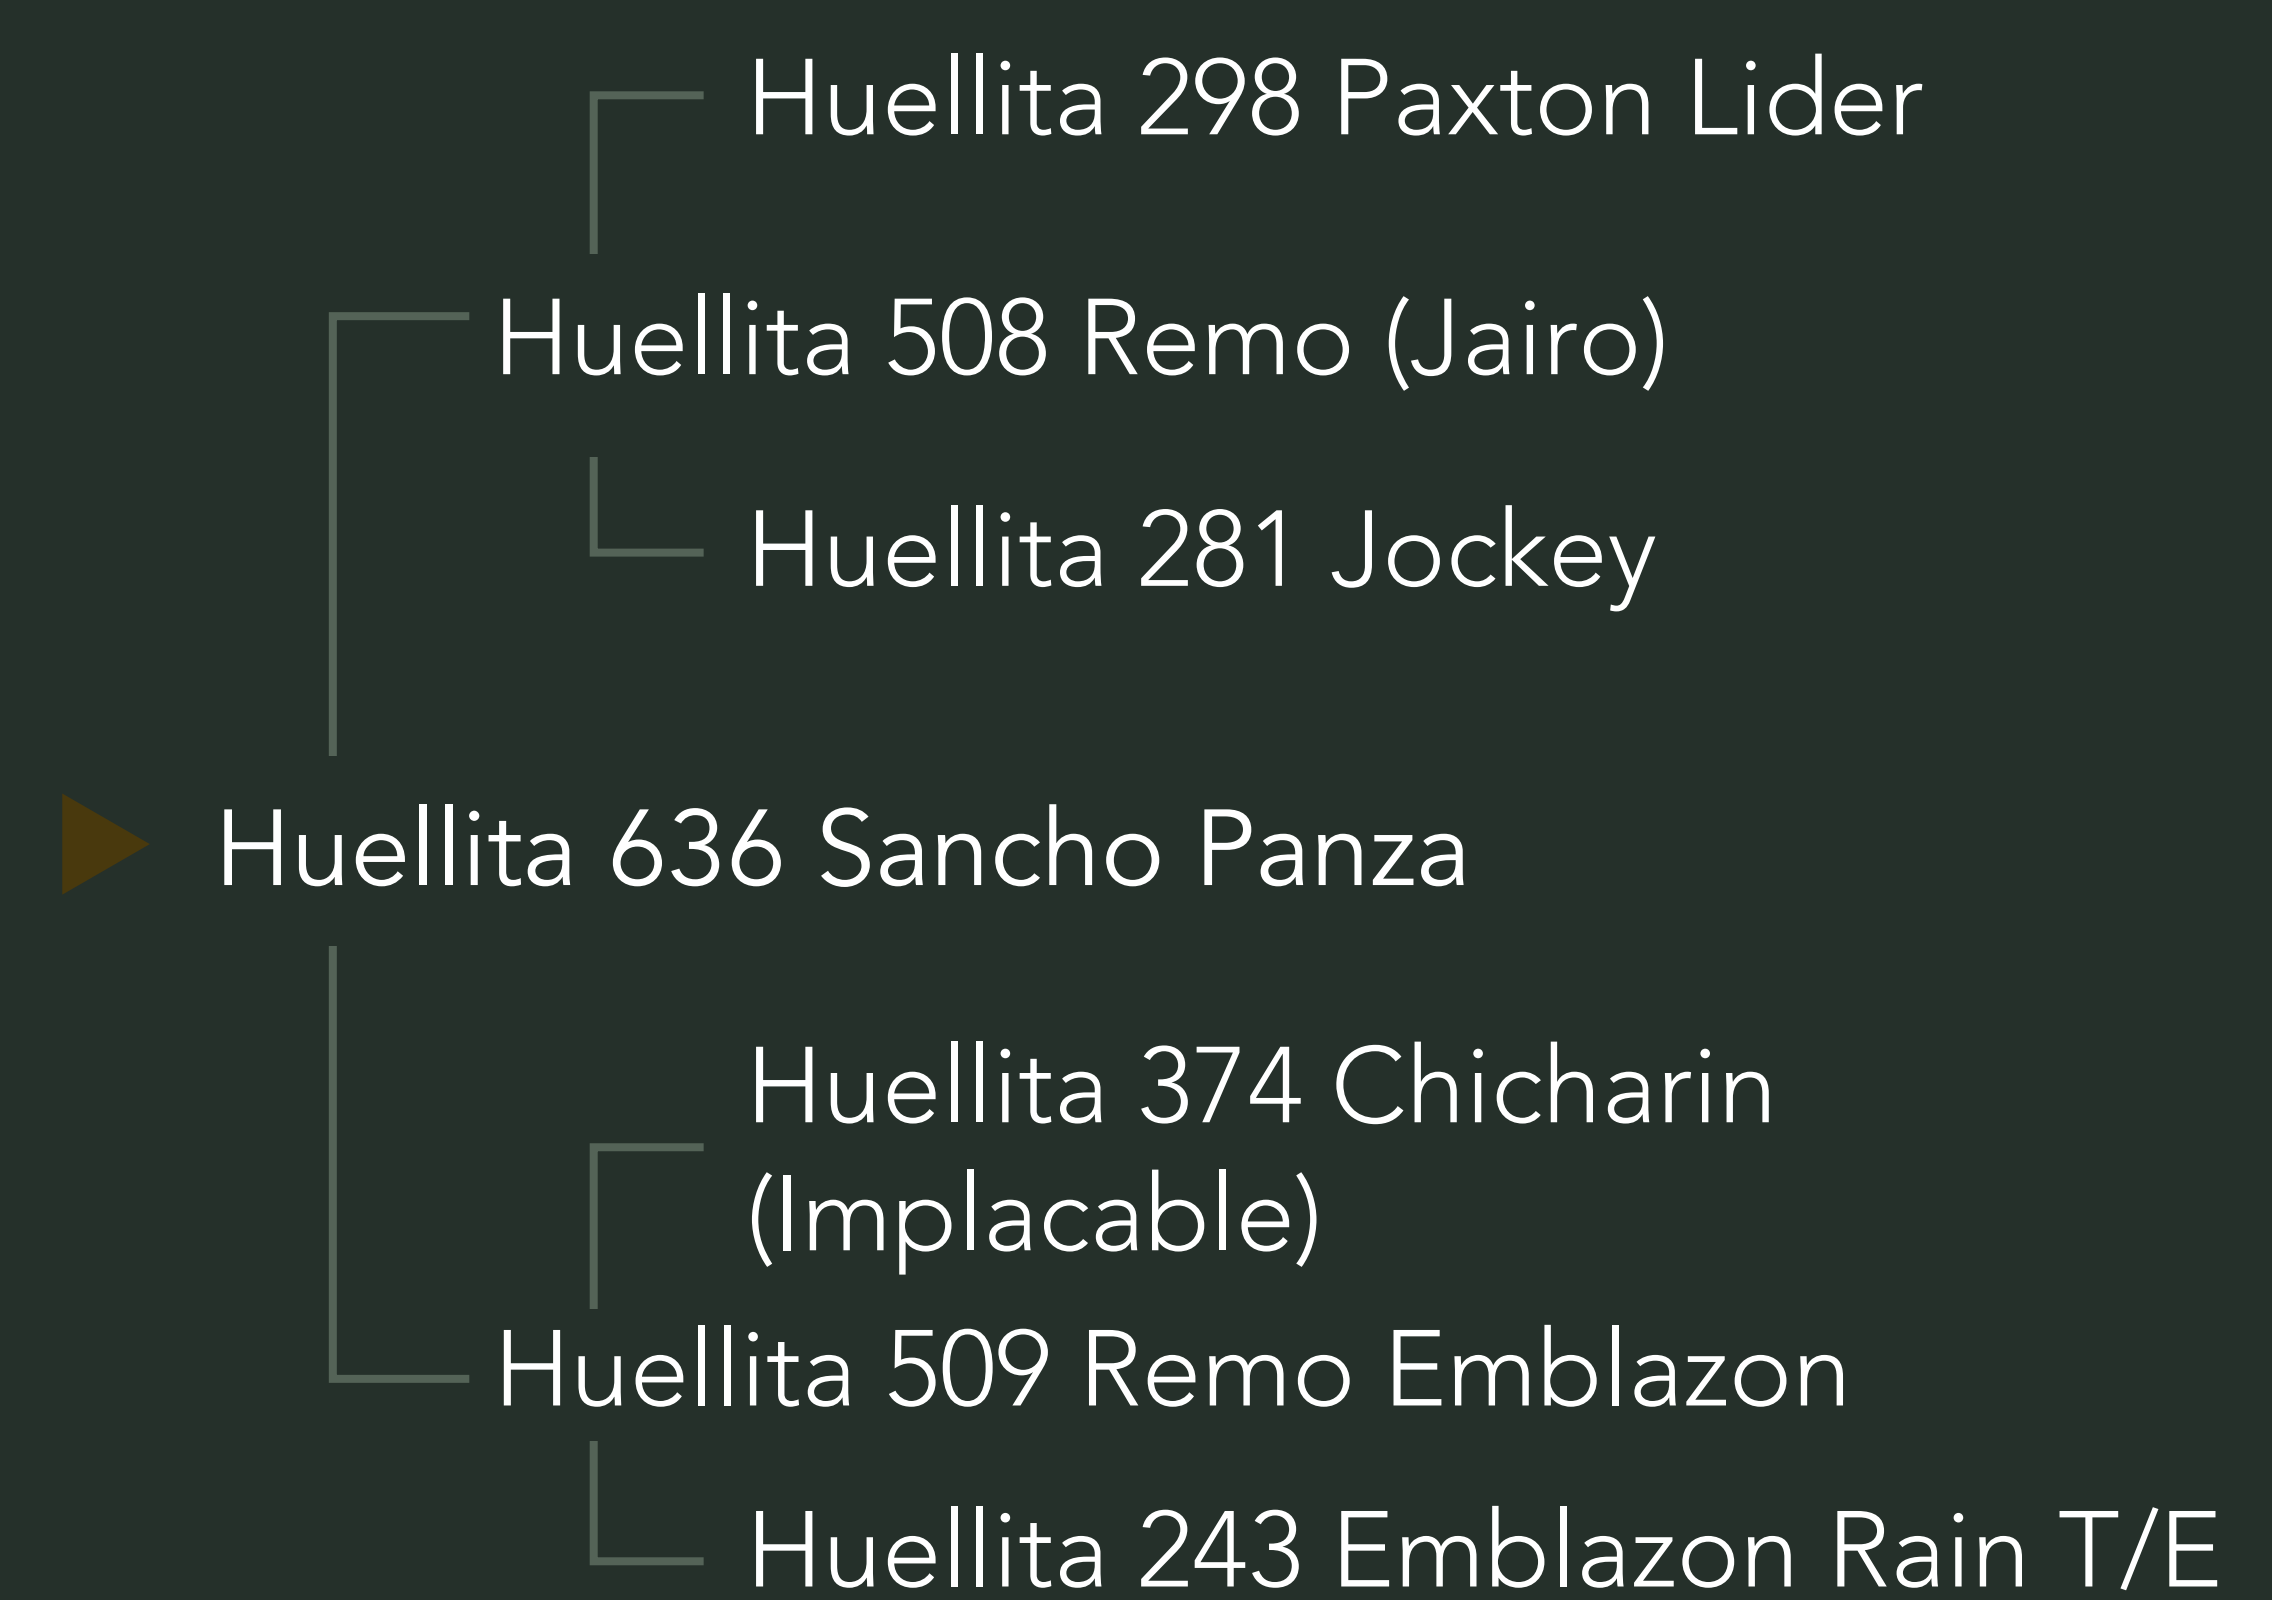 Huellita 298 Paxton Lider
Huellita 508 Remo (Jairo)
Huellita 281 Jockey
Huellita 636 Sancho Panza
Huellita 374 Chicharin
(Implacable)
Huellita 509 Remo Emblazon
Huellita 243 Emblazon Rain T/E